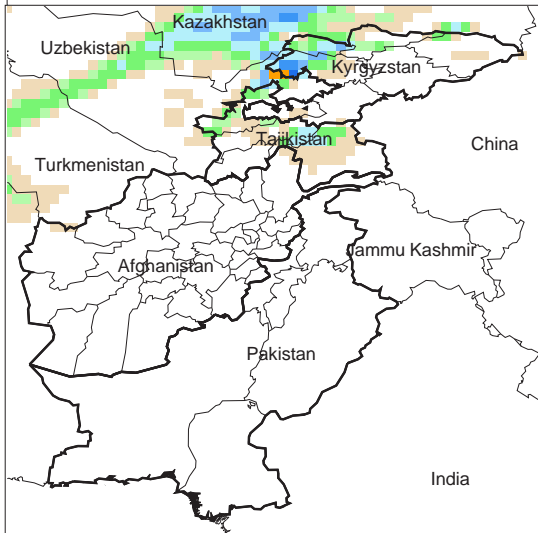 Kazakhstan
Uzbekistan
Kyrgyzstan
Tajikistan
China
Turkmenistan
Jammu Kashmir
Afghanistan
Pakistan
India